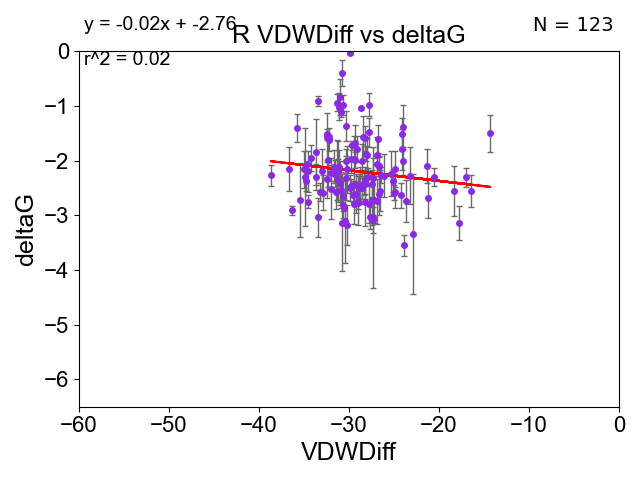 y = -0.02x + -2.76
R VDWDiff vs deltaG
N = 123
r^2 = 0.02
0
−1
−2
−3
−4
−5
−6
deltaG
−60
−50
−40
−30
−20
−10
0
VDWDiff